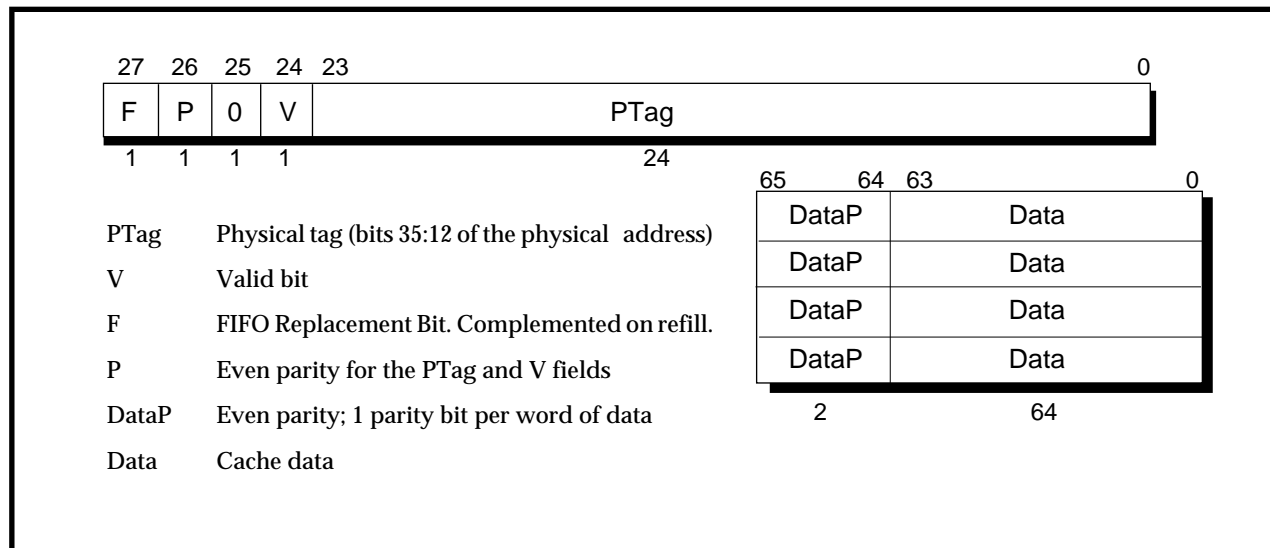 27 26 25 24 23 0
F P 0 V PTag
1 1 1 1 24
65 64 63 0
DataP Data
DataP Data
DataP Data
DataP Data
2 64
PTag Physical tag (bits 35:12 of the physical address)
V Valid bit
F FIFO Replacement Bit. Complemented on refill.
P Even parity for the PTag and V fields
DataP Even parity; 1 parity bit per word of data
Data Cache data